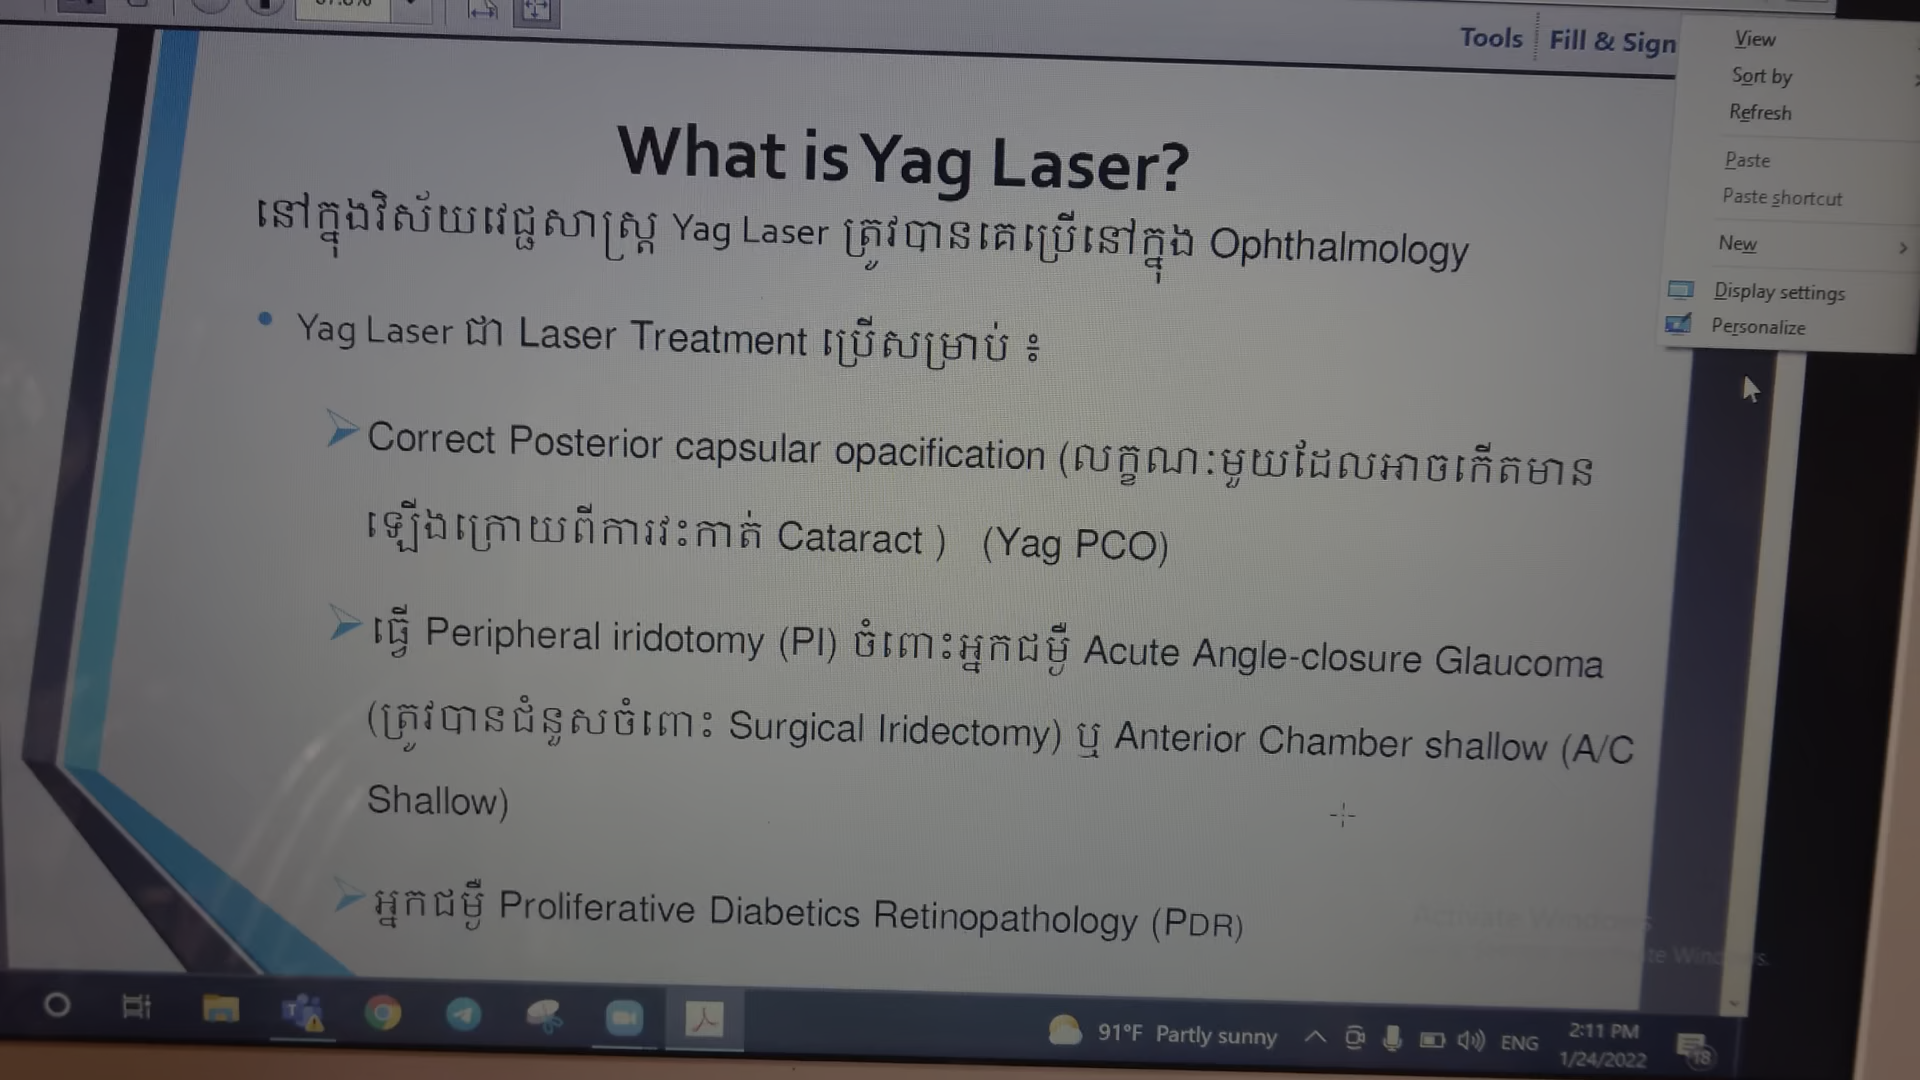 Tools
Fill & Sign
View
Sort by
Refresh
Paste
Paste shortcut
New
Display settings
Personalize
What is Yag Laser?
នៅក្នុងវិស័យវេជ្ជសាស្ត្រ Yag Laser ត្រូវបានគេប្រើនៅក្នុង Ophthalmology
• Yag Laser ជា Laser Treatment ប្រើសម្រាប់ ៖
➢ Correct Posterior capsular opacification (លក្ខណៈមួយដែលអាចកើតមាន
ឡើងក្រោយពីការវះកាត់ Cataract ) (Yag PCO)
➢ ធ្វើ Peripheral iridotomy (PI) ចំពោះអ្នកជម្ងឺ Acute Angle-closure Glaucoma
(ត្រូវបានជំនួសចំពោះ Surgical Iridectomy) ឬ Anterior Chamber shallow (A/C
Shallow)
➢ អ្នកជម្ងឺ Proliferative Diabetics Retinopathology (PDR)
Activate Windows
91°F Partly sunny
ENG
2:11 PM
1/24/2022
18